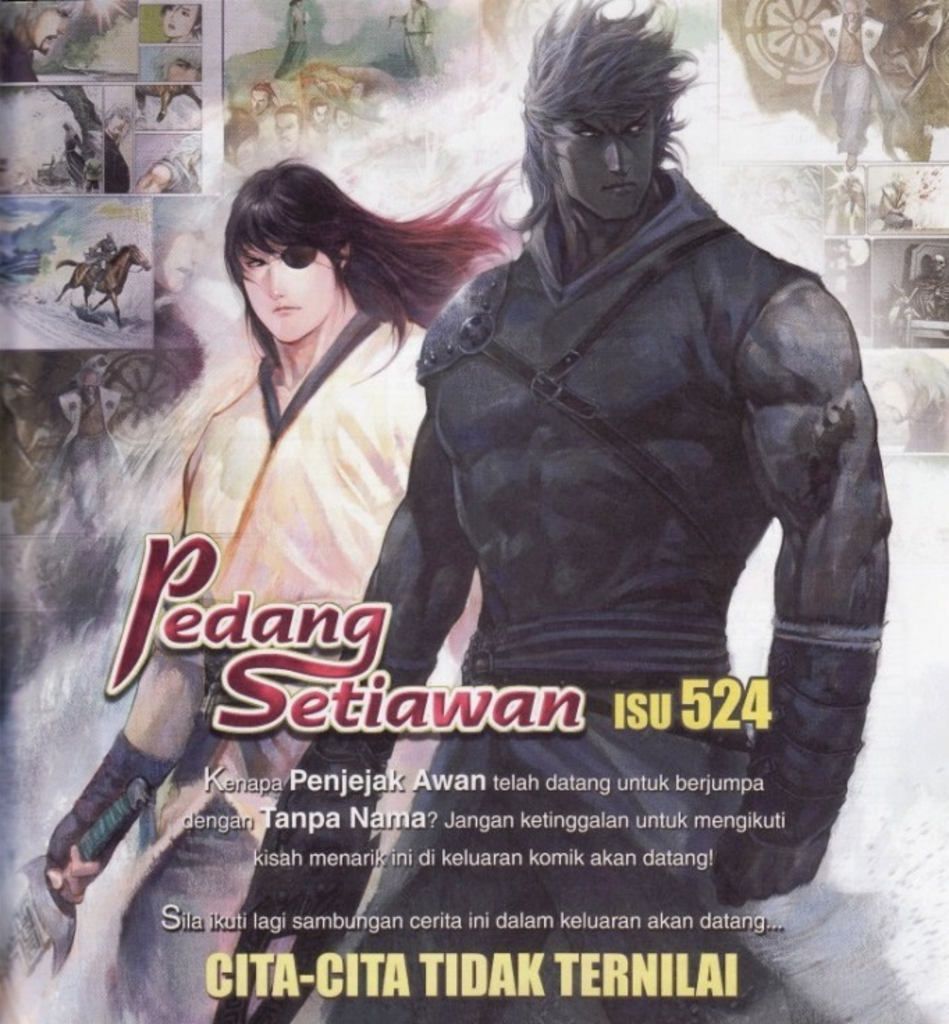 Pedang
Setiawan ISU 524
Kenapa Penjejak Awan telah datang untuk berjumpa
dengan Tanpa Nama? Jangan ketinggalan untuk mengikuti
kisah menarik ini di keluaran komik akan datang!
Sila ikuti lagi sambungan cerita ini dalam keluaran akan datang...
CITA-CITA TIDAK TERNILAI